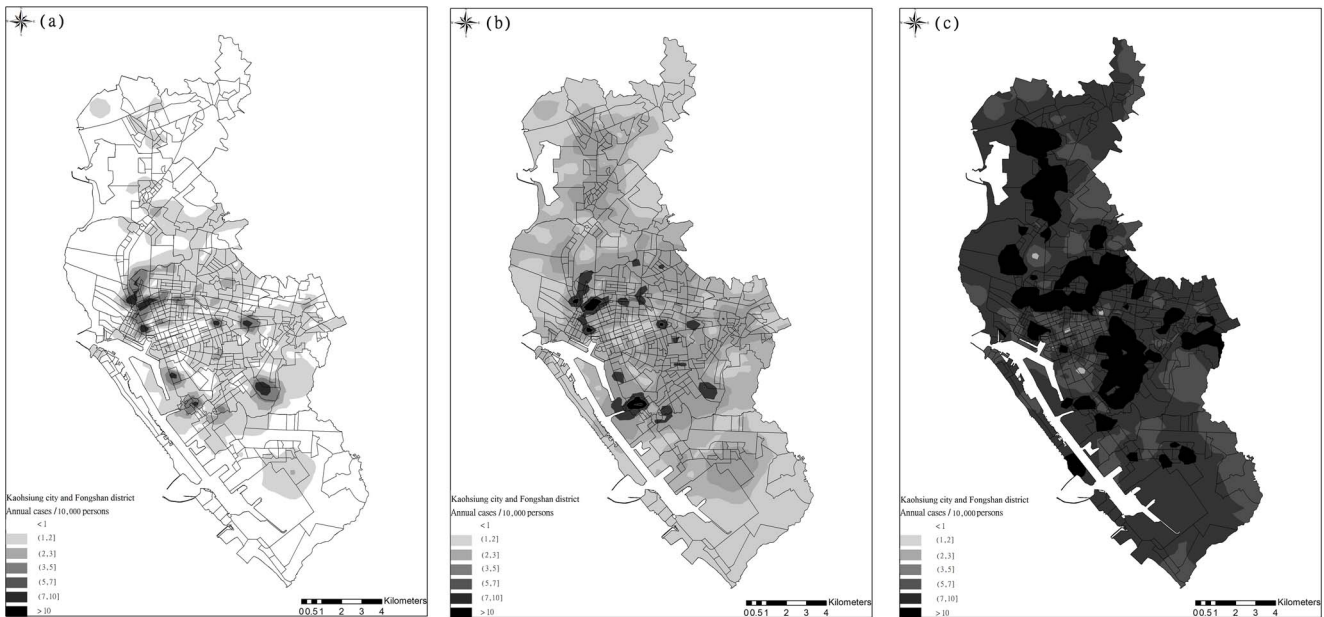 (a)
Kaohsiung city and Fongshan district
Annual cases / 10,000 persons
< 1
(1, 2]
(2, 3]
(3, 5]
(5, 7]
(7, 10]
> 10
Kilometers
0 0.5 1 2 3 4
(b)
Kaohsiung city and Fongshan district
Annual cases / 10,000 persons
< 1
(1, 2]
(2, 3]
(3, 5]
(5, 7]
(7, 10]
> 10
Kilometers
0 0.5 1 2 3 4
(c)
Kaohsiung city and Fongshan district
Annual cases / 10,000 persons
< 1
(1, 2]
(2, 3]
(3, 5]
(5, 7]
(7, 10]
> 10
Kilometers
0 0.5 1 2 3 4